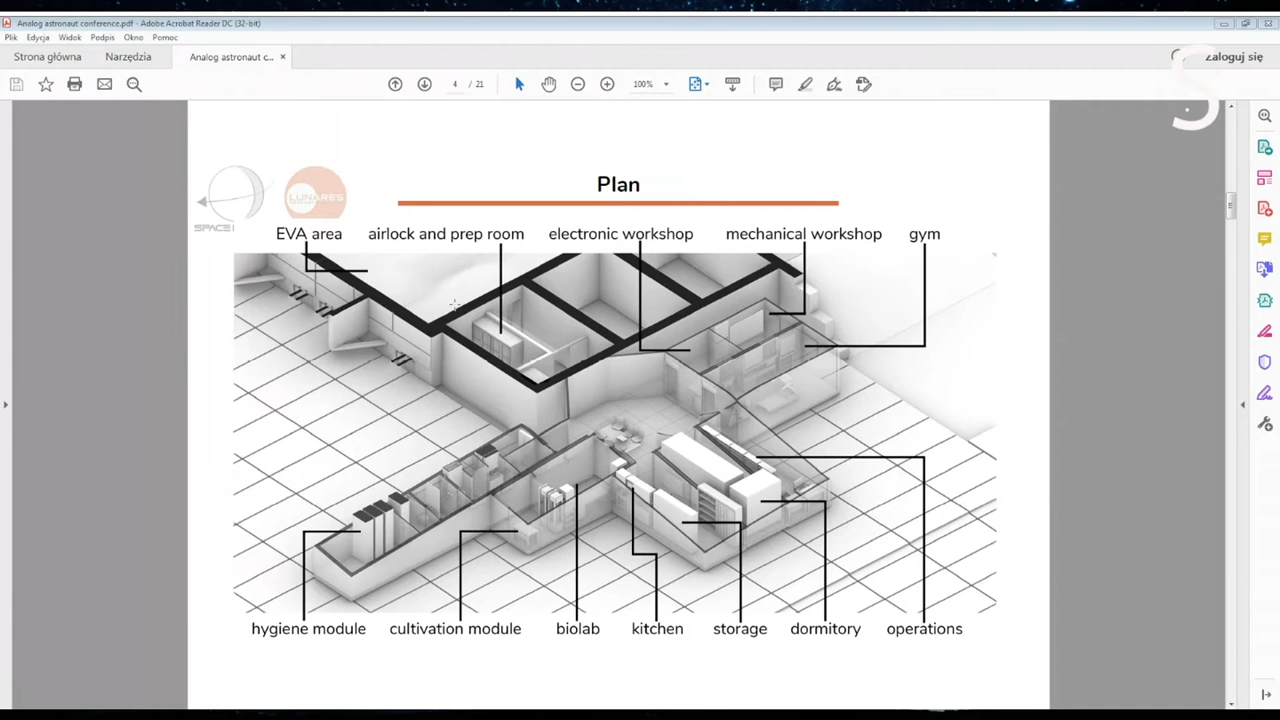 Analog astronaut conference.pdf - Adobe Acrobat Reader DC (32-bit)
Plik Edycja Widok Podpis Okno Pomoc
Strona główna Narzędzia Analog astronaut c... Zaloguj się
4 / 21 100%
Plan
LUNARES
SPACE
EVA area airlock and prep room electronic workshop mechanical workshop gym
hygiene module cultivation module biolab kitchen storage dormitory operations